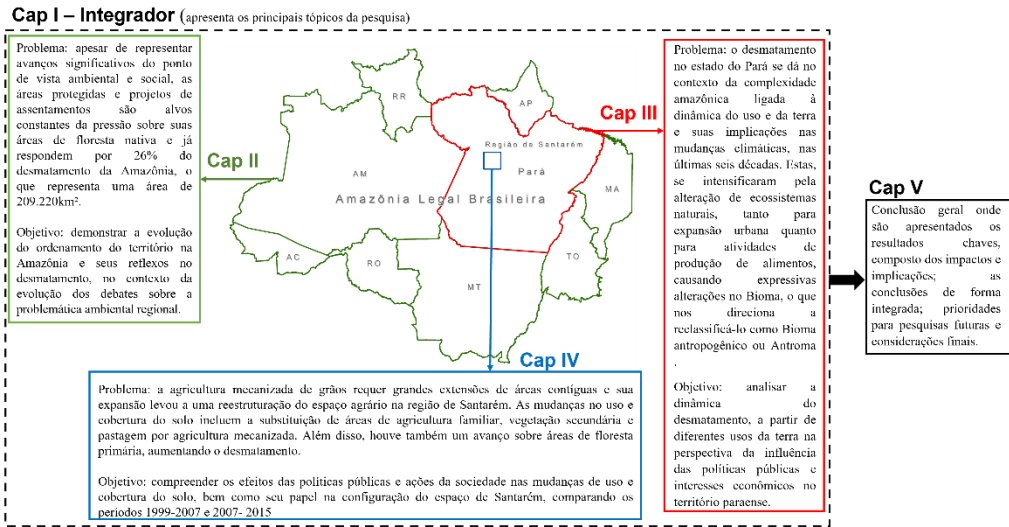 Cap I – Integrador (apresenta os principais tópicos da pesquisa)
Problema: apesar de representar
avanços significativos do ponto
de vista ambiental e social, as
áreas protegidas e projetos de
assentamentos são alvos
constantes da pressão sobre suas
áreas de floresta nativa e já
respondem por 26% do
desmatamento da Amazônia, o
que representa uma área de
209.220km².
Objetivo: demonstrar a evolução
do ordenamento do território na
Amazônia e seus reflexos no
desmatamento, no contexto da
evolução dos debates sobre a
problemática ambiental regional.
Cap II
RR
AP
Região de Santarém
Pará
AM
Amazônia Legal Brasileira
MA
AC
RO
TO
MT
Cap III
Problema: o desmatamento
no estado do Pará se dá no
contexto da complexidade
amazônica ligada à
dinâmica do uso e da terra
e suas implicações nas
mudanças climáticas, nas
últimas seis décadas. Estas,
se intensificaram pela
alteração de ecossistemas
naturais, tanto para
expansão urbana quanto
para atividades de
produção de alimentos,
causando expressivas
alterações no Bioma, o que
nos direciona a
reclassificá-lo como Bioma
antropogênico ou Antroma
.
Objetivo: analisar a
dinâmica do
desmatamento, a partir de
diferentes usos da terra na
perspectiva da influência
das políticas públicas e
interesses econômicos no
território paraense.
Cap IV
Problema: a agricultura mecanizada de grãos requer grandes extensões de áreas contíguas e sua
expansão levou a uma reestruturação do espaço agrário na região de Santarém. As mudanças no uso e
cobertura do solo incluem a substituição de áreas de agricultura familiar, vegetação secundária e
pastagem por agricultura mecanizada. Além disso, houve também um avanço sobre áreas de floresta
primária, aumentando o desmatamento.
Objetivo: compreender os efeitos das políticas públicas e ações da sociedade nas mudanças de uso e
cobertura do solo, bem como seu papel na configuração do espaço de Santarém, comparando os
períodos 1999-2007 e 2007- 2015
Cap V
Conclusão geral onde
são apresentados os
resultados chaves,
composto dos impactos e
implicações; as
conclusões de forma
integrada; prioridades
para pesquisas futuras e
considerações finais.